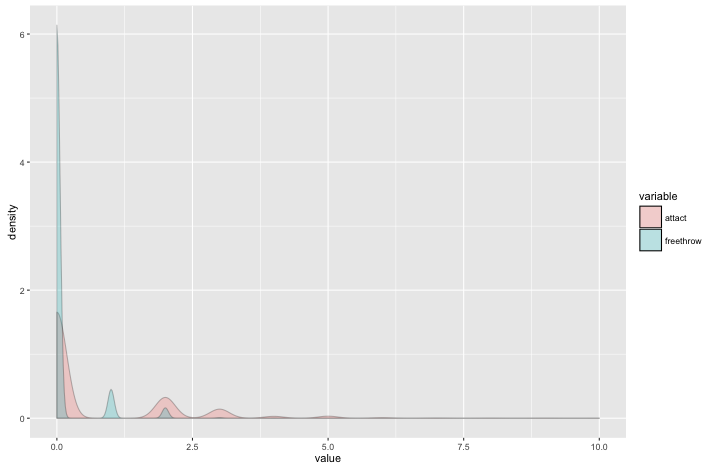 6
4
2
0
density
0.0 2.5 5.0 7.5 10.0
value
variable
attact
freethrow